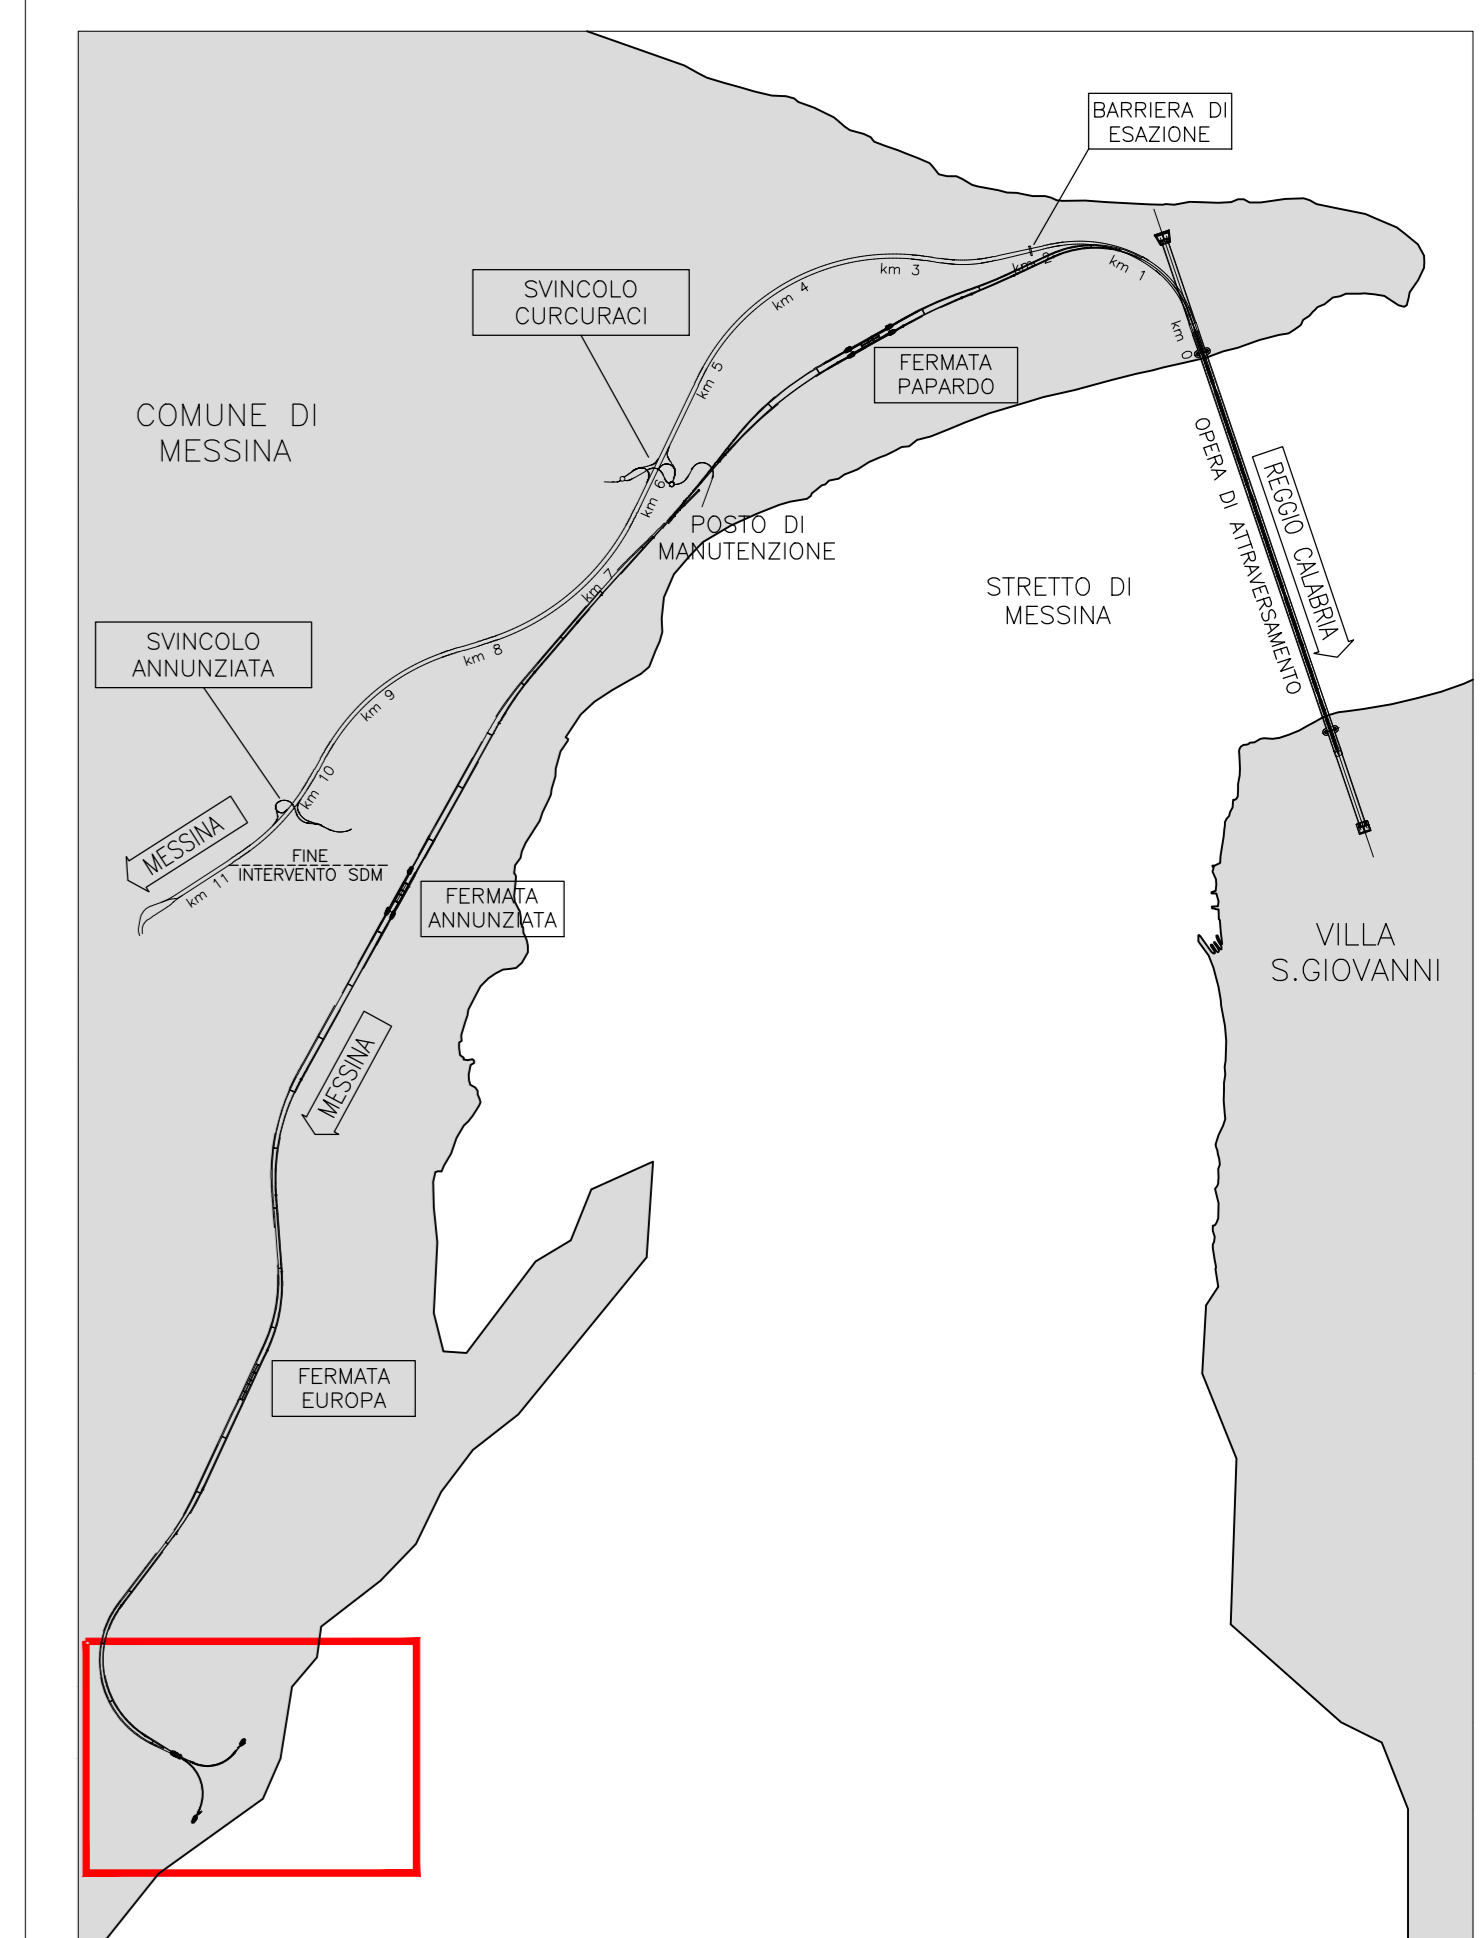 BARRIERA DI
ESAZIONE
SVINCOLO
CURCURACI
km 0
km 1
km 2
km 3
km 4
km 5
km 6
km 7
km 8
km 9
km 10
km 11
FERMATA
PAPARDO
COMUNE DI
MESSINA
POSTO DI
MANUTENZIONE
STRETTO DI
MESSINA
OPERA DI ATTRAVERSAMENTO
REGGIO CALABRIA
SVINCOLO
ANNUNZIATA
MESSINA
FINE
INTERVENTO SDM
FERMATA
ANNUNZIATA
VILLA
S.GIOVANNI
MESSINA
FERMATA
EUROPA